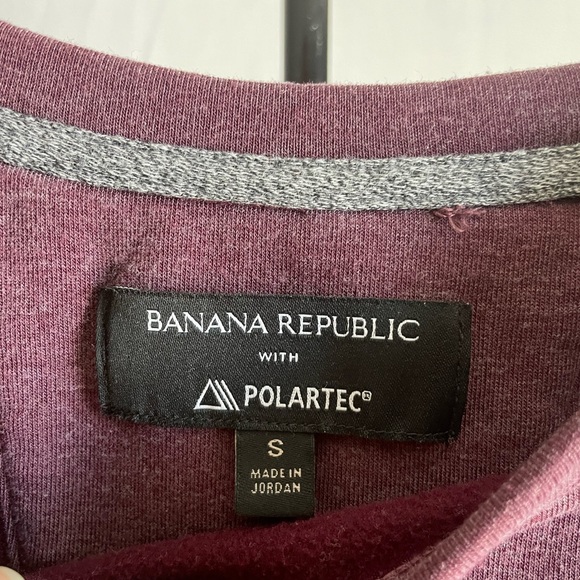 BANANA REPUBLIC
WITH
POLARTEC®
S
MADE IN
JORDAN